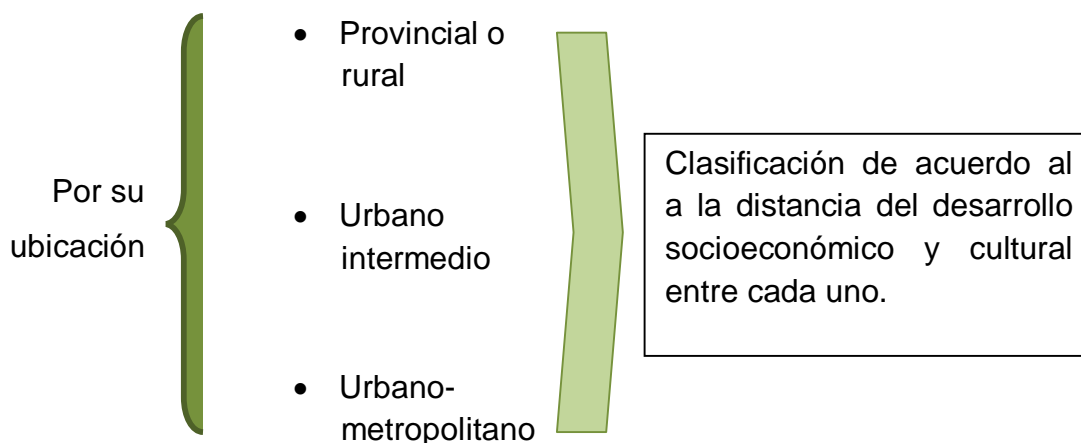 Por su
ubicación
• Provincial o
rural
• Urbano
intermedio
• Urbano-
metropolitano
Clasificación de acuerdo al
a la distancia del desarrollo
socioeconómico y cultural
entre cada uno.